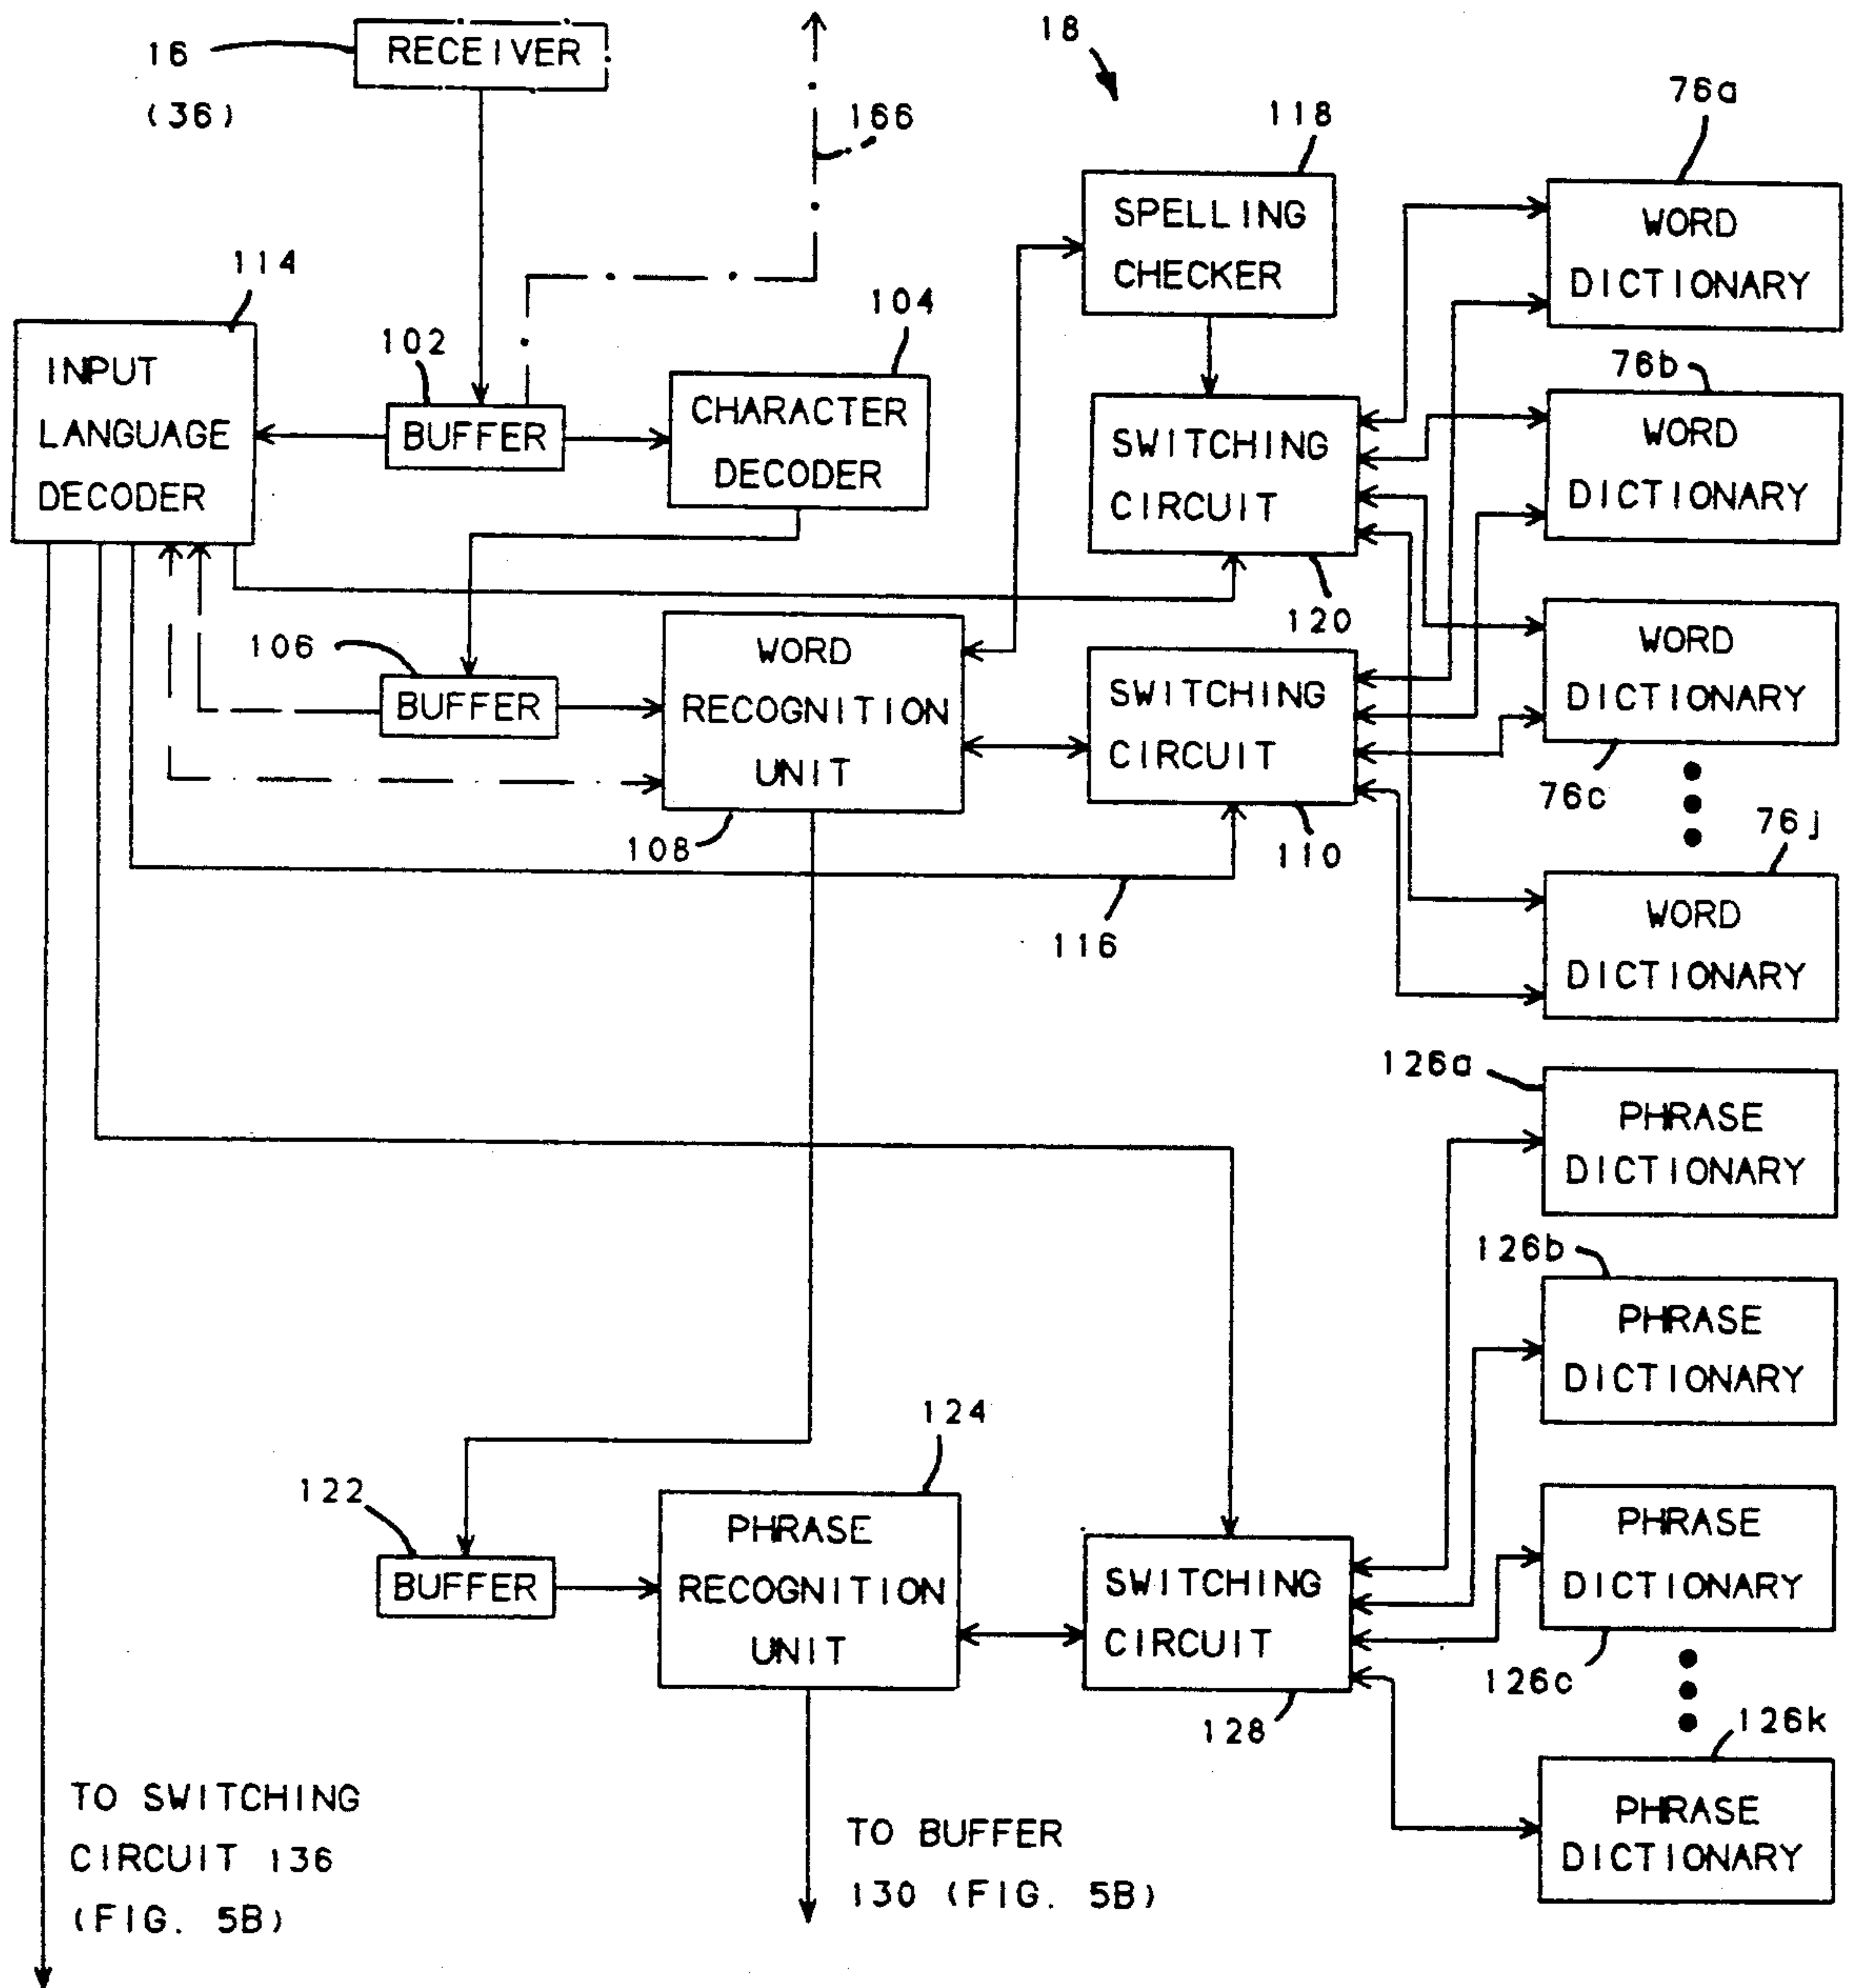 16
(36)
RECEIVER
166
18
118
76a
SPELLING
CHECKER
WORD
DICTIONARY
114
INPUT
LANGUAGE
DECODER
102
BUFFER
104
CHARACTER
DECODER
SWITCHING
CIRCUIT
120
76b
WORD
DICTIONARY
106
BUFFER
WORD
RECOGNITION
UNIT
108
SWITCHING
CIRCUIT
110
116
WORD
DICTIONARY
76c
76j
WORD
DICTIONARY
126a
PHRASE
DICTIONARY
126b
PHRASE
DICTIONARY
122
BUFFER
124
PHRASE
RECOGNITION
UNIT
SWITCHING
CIRCUIT
128
PHRASE
DICTIONARY
126c
126k
PHRASE
DICTIONARY
TO SWITCHING
CIRCUIT 136
(FIG. 5B)
TO BUFFER
130 (FIG. 5B)